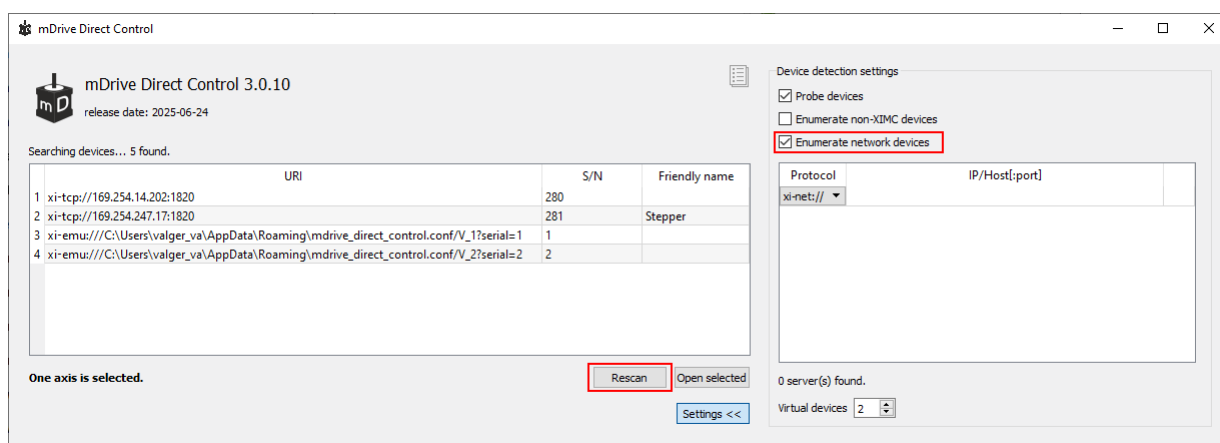 mDrive Direct Control
mDrive Direct Control 3.0.10
release date: 2025-06-24
mD
Searching devices... 5 found.
URI S/N Friendly name
1 xi-tcp://169.254.14.202:1820 280
2 xi-tcp://169.254.247.17:1820 281 Stepper
3 xi-emu:///C:\Users\valger_va\AppData\Roaming\mdrive_direct_control.conf/V_1?serial=1 1
4 xi-emu:///C:\Users\valger_va\AppData\Roaming\mdrive_direct_control.conf/V_2?serial=2 2
One axis is selected.
Rescan Open selected
Settings <<
Device detection settings
Probe devices
Enumerate non-XIMC devices
Enumerate network devices
Protocol IP/Host[:port]
xi-net://
0 server(s) found.
Virtual devices 2